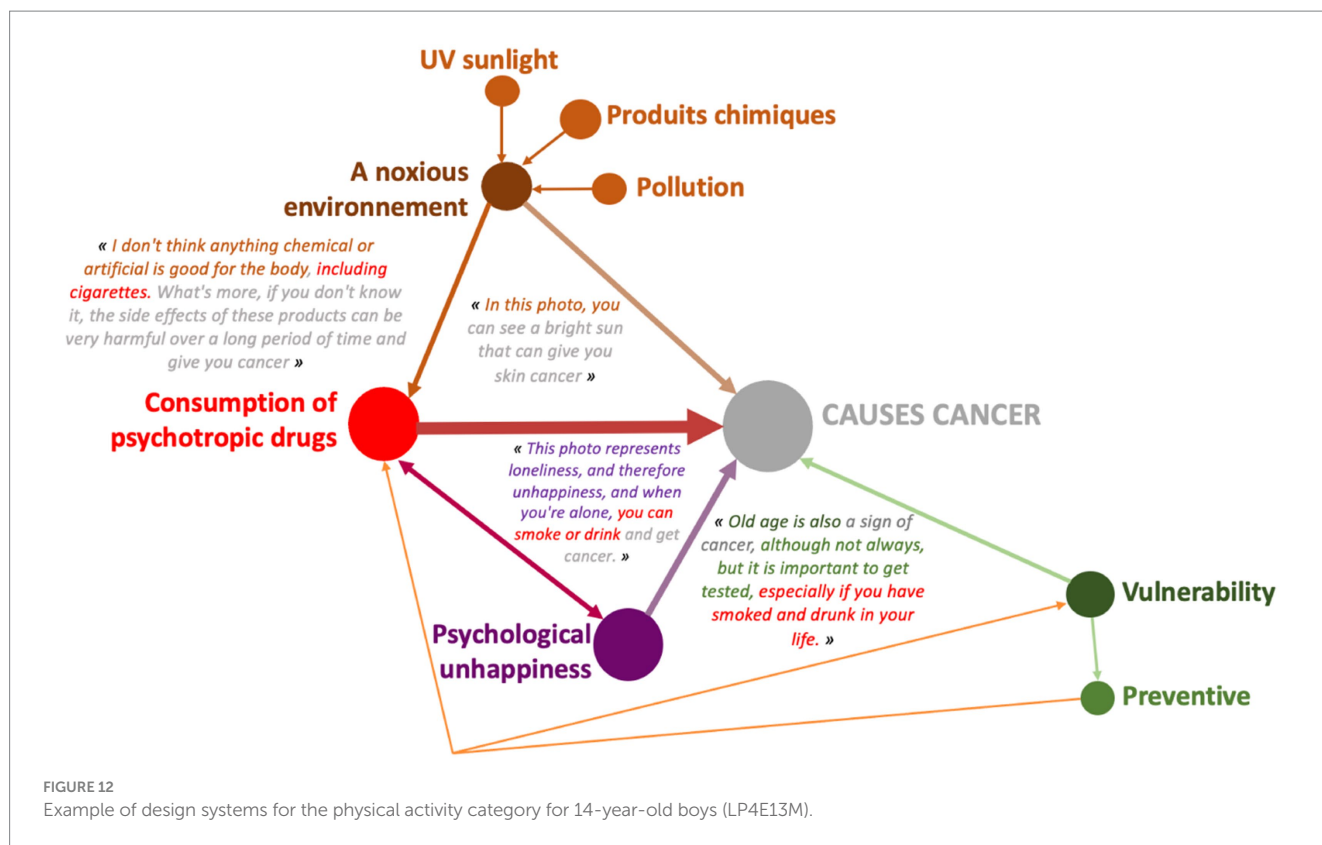 UV sunlight
Produits chimiques
A noxious
environnement
Pollution
« I don't think anything chemical or
artificial is good for the body, including
cigarettes. What's more, if you don't know
it, the side effects of these products can be
very harmful over a long period of time and
give you cancer »
« In this photo, you
can see a bright sun
that can give you
skin cancer »
Consumption of
psychotropic drugs
CAUSES CANCER
« This photo represents
loneliness, and therefore
unhappiness, and when
you're alone, you can
smoke or drink and get
cancer. »
« Old age is also a sign of
cancer, although not always,
but it is important to get
tested, especially if you have
smoked and drunk in your
life. »
Vulnerability
Psychological
unhappiness
Preventive
FIGURE 12
Example of design systems for the physical activity category for 14-year-old boys (LP4E13M).